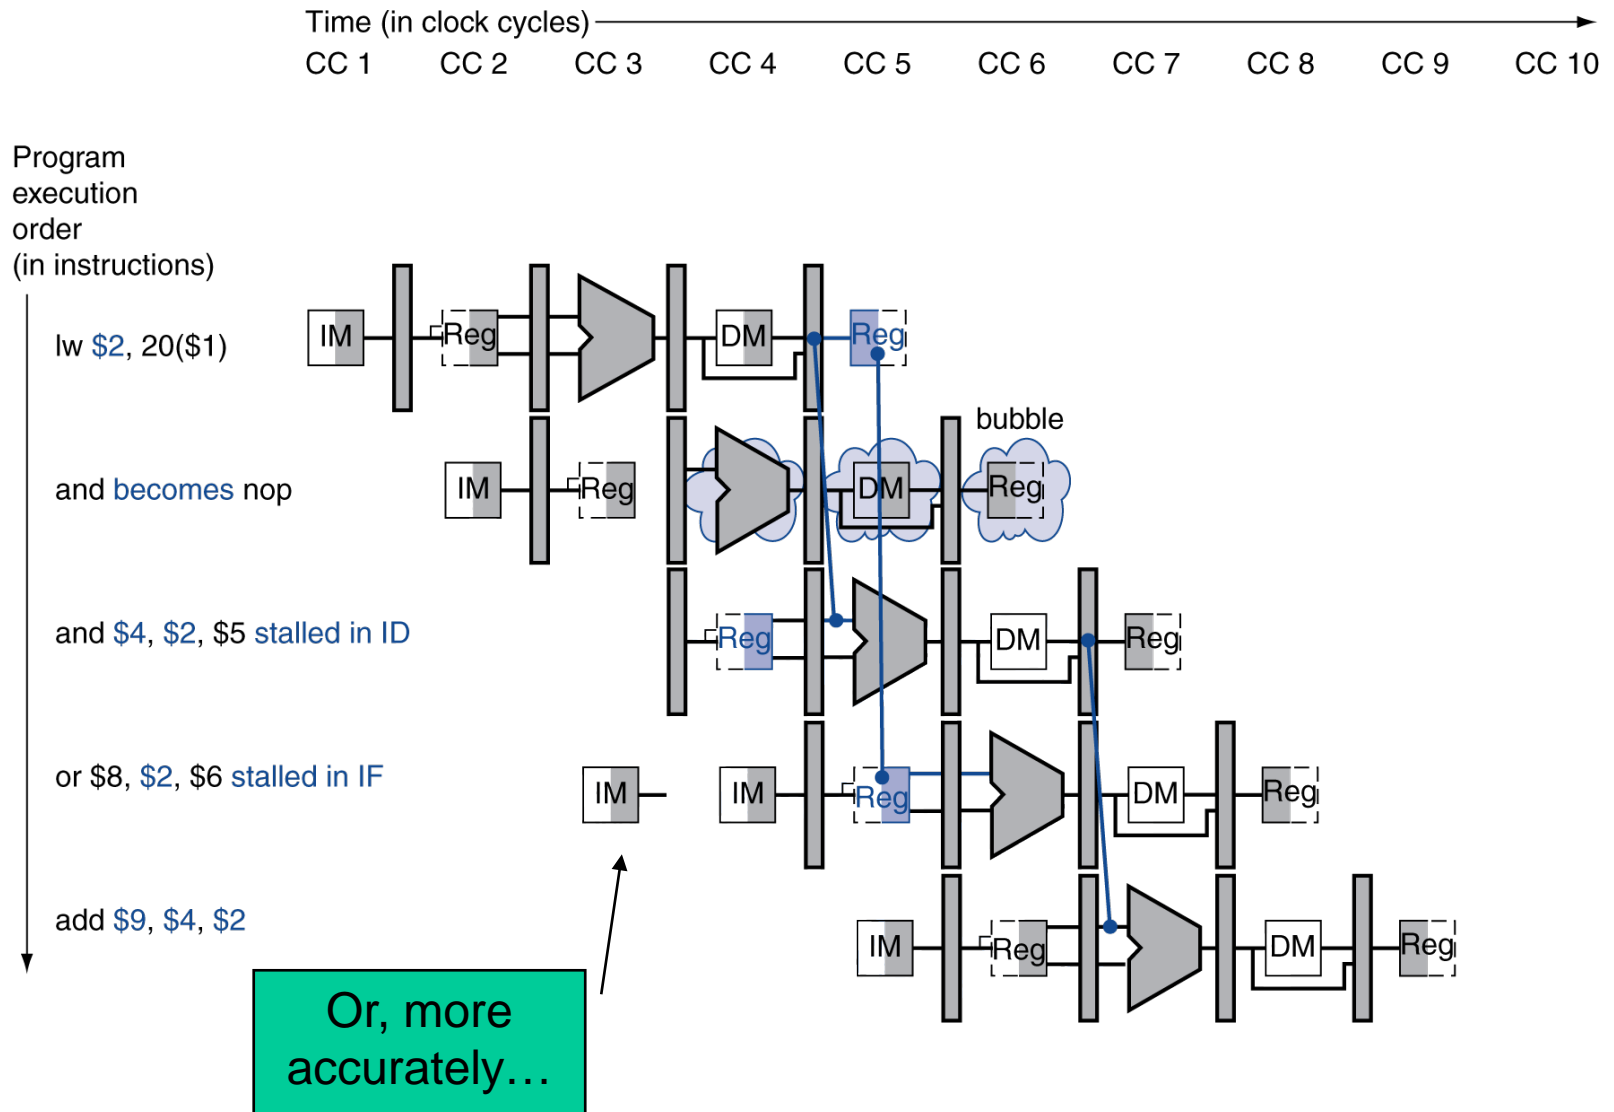 Time (in clock cycles)
CC 1 CC 2 CC 3 CC 4 CC 5 CC 6 CC 7 CC 8 CC 9 CC 10
Program
execution
order
(in instructions)
lw $2, 20($1)
IM Reg DM Reg
bubble
and becomes nop
IM Reg DM Reg
and $4, $2, $5 stalled in ID
Reg DM Reg
or $8, $2, $6 stalled in IF
IM IM Reg DM Reg
add $9, $4, $2
IM Reg DM Reg
Or, more
accurately…